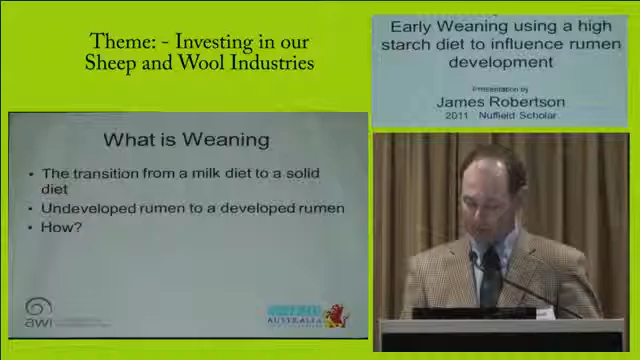 Theme: - Investing in our
Sheep and Wool Industries
Early Weaning using a high
starch diet to influence rumen
development
Presentation by
James Robertson
2011 Nuffield Scholar
What is Weaning
• The transition from a milk diet to a solid
diet
• Undeveloped rumen to a developed rumen
• How?
awi
AUSTRALIA